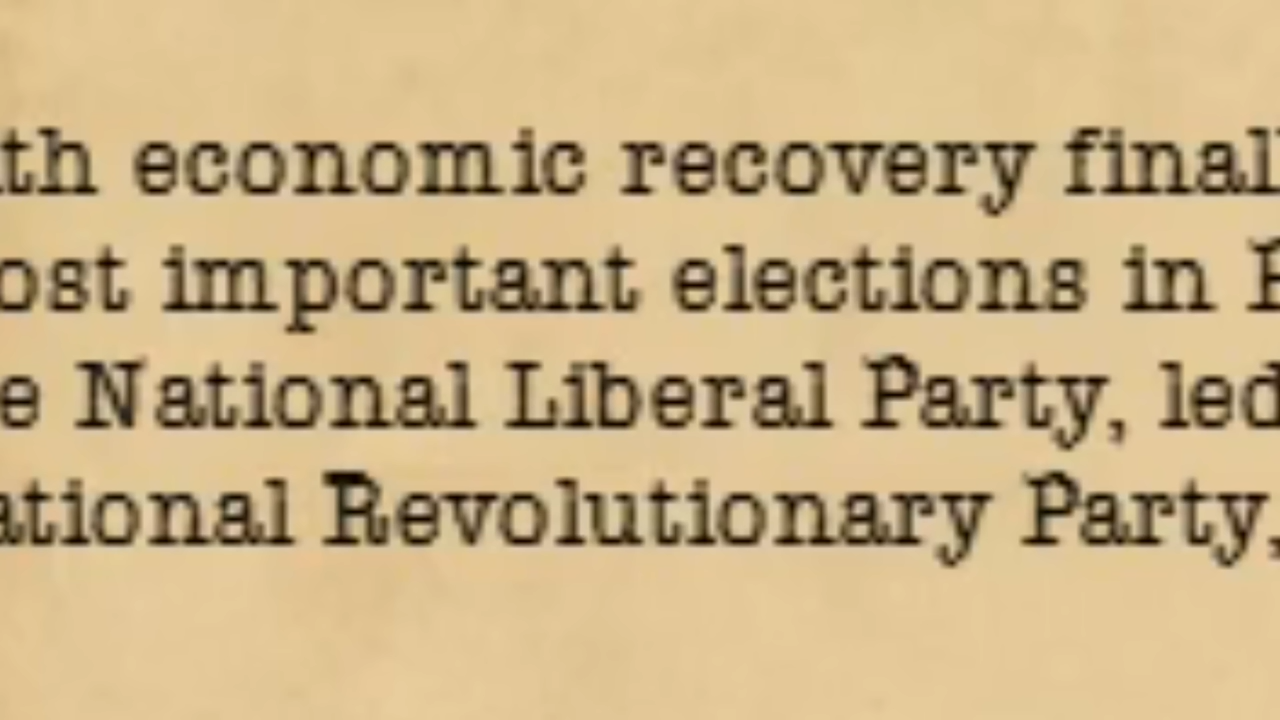 th economic recovery final
ost important elections in
e National Liberal Party, led
ational Revolutionary Party,